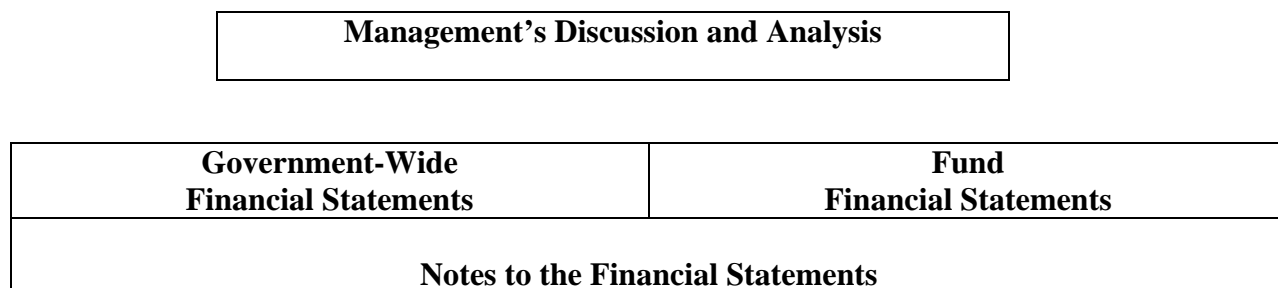 Management’s Discussion and Analysis
Government-Wide
Financial Statements
Fund
Financial Statements
Notes to the Financial Statements